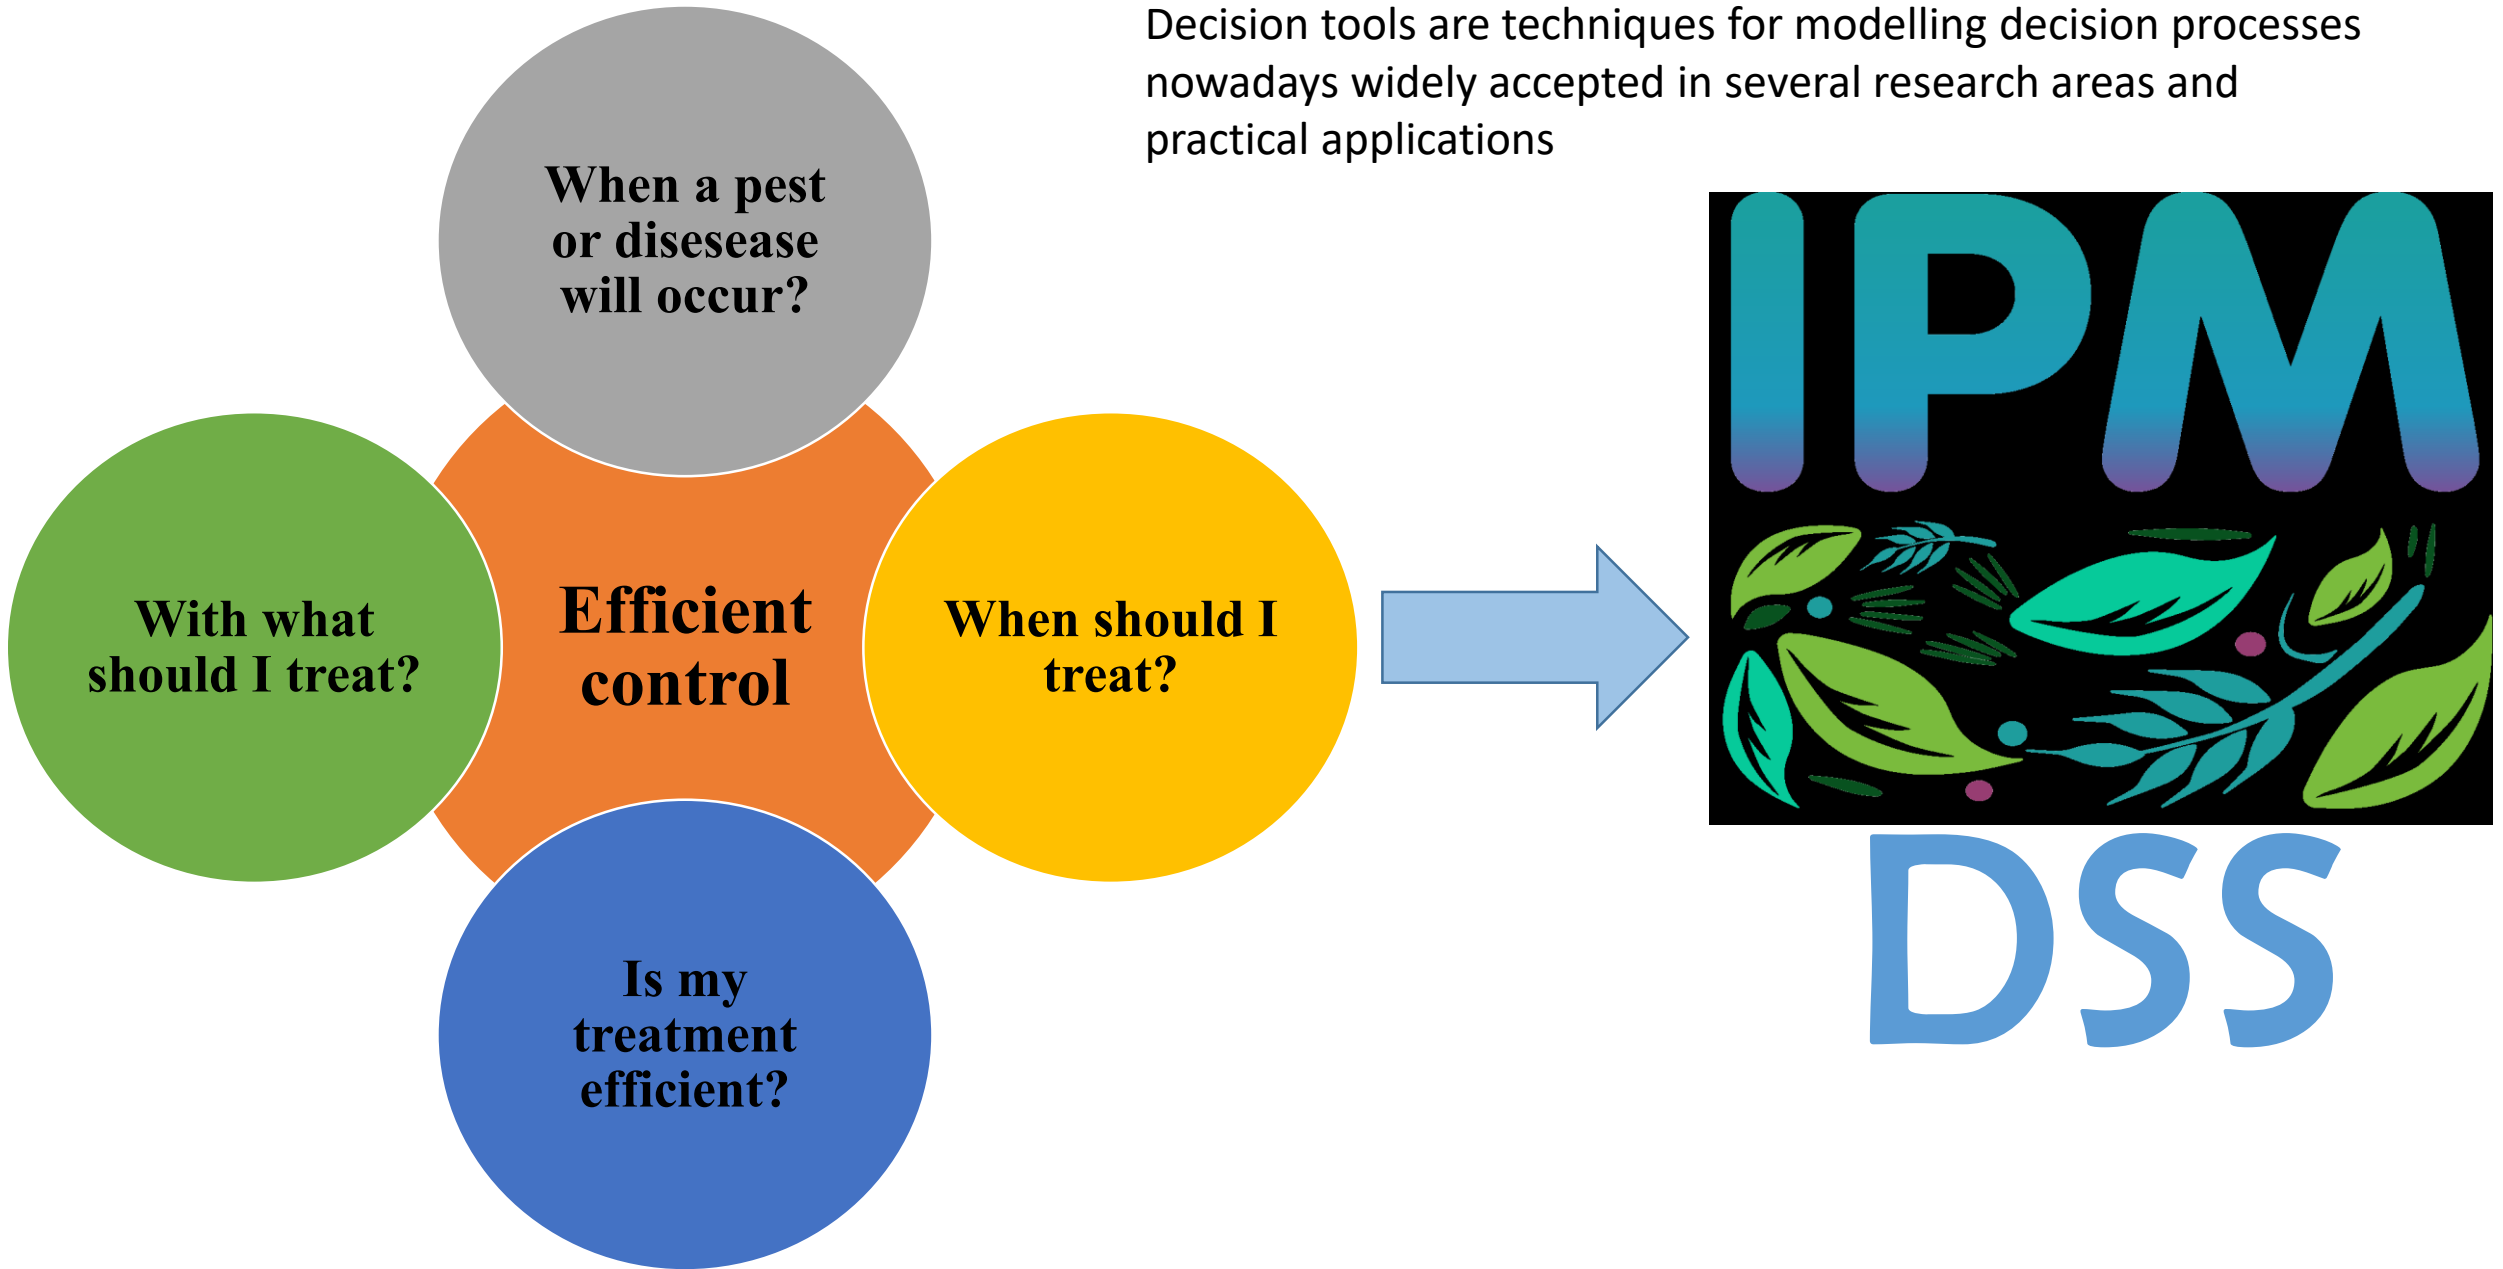 Decision tools are techniques for modelling decision processes
nowadays widely accepted in several research areas and
practical applications
When a pest
or disesease
will occur?
With what
should I treat?
Efficient
control
When should I
treat?
Is my
treatment
efficient?
IPM
DSS